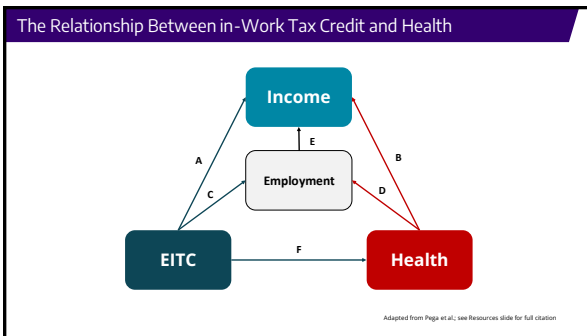 The Relationship Between in-Work Tax Credit and Health
Income
E
A
B
Employment
C
D
EITC
F
Health
Adapted from Pega et al.; see Resources slide for full citation